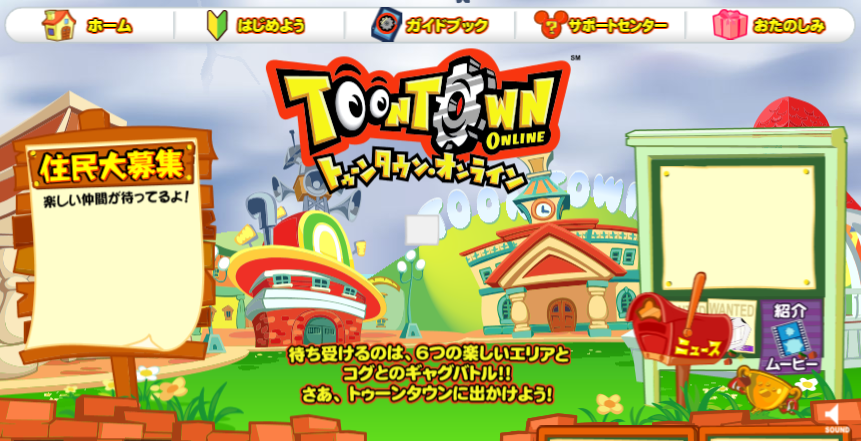 ホーム
はじめよう
ガイドブック
サポートセンター
おたのしみ
TOONTOWN
SM
ONLINE
トゥーンタウン・オンライン
住民大募集
楽しい仲間が待ってるよ!
TOONTOWN
WANTED
紹介
ムービー
ニュース
待ち受けるのは、6つの楽しいエリアと
コグとのギャグバトル!!
さあ、トゥーンタウンに出かけよう!
SOUND